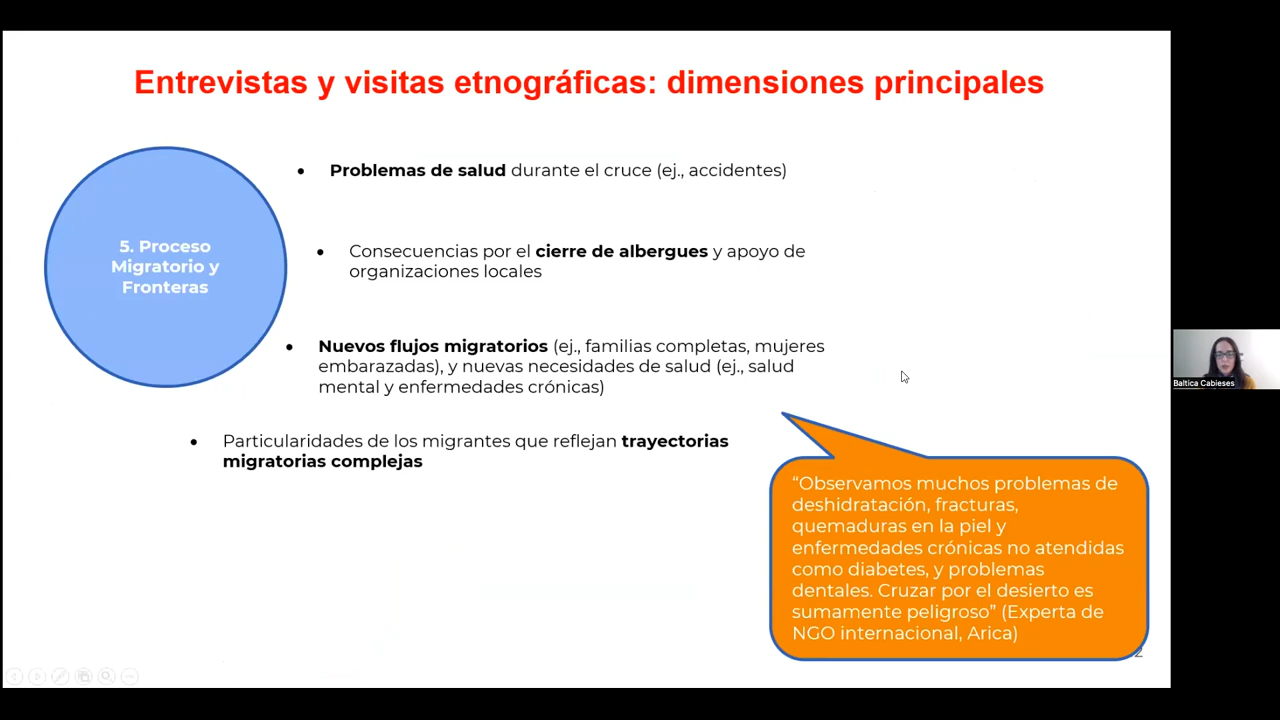 Entrevistas y visitas etnográficas: dimensiones principales
5. Proceso
Migratorio y
Fronteras
• Problemas de salud durante el cruce (ej., accidentes)
• Consecuencias por el cierre de albergues y apoyo de
organizaciones locales
• Nuevos flujos migratorios (ej., familias completas, mujeres
embarazadas), y nuevas necesidades de salud (ej., salud
mental y enfermedades crónicas)
• Particularidades de los migrantes que reflejan trayectorias
migratorias complejas
“Observamos muchos problemas de
deshidratación, fracturas,
quemaduras en la piel y
enfermedades crónicas no atendidas
como diabetes, y problemas
dentales. Cruzar por el desierto es
sumamente peligroso” (Experta de
NGO internacional, Arica)
Baltica Cabieses